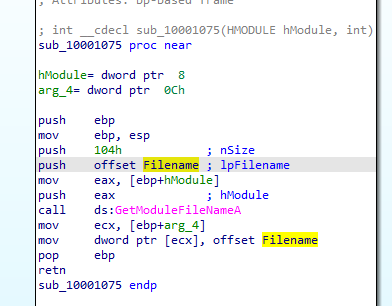 ; Attributes: bp-based frame
; int __cdecl sub_10001075(HMODULE hModule, int)
sub_10001075 proc near
hModule= dword ptr  8
arg_4= dword ptr  0Ch
push    ebp
mov     ebp, esp
push    104h            ; nSize
push    offset Filename ; lpFilename
mov     eax, [ebp+hModule]
push    eax             ; hModule
call    ds:GetModuleFileNameA
mov     ecx, [ebp+arg_4]
mov     dword ptr [ecx], offset Filename
pop     ebp
retn
sub_10001075 endp